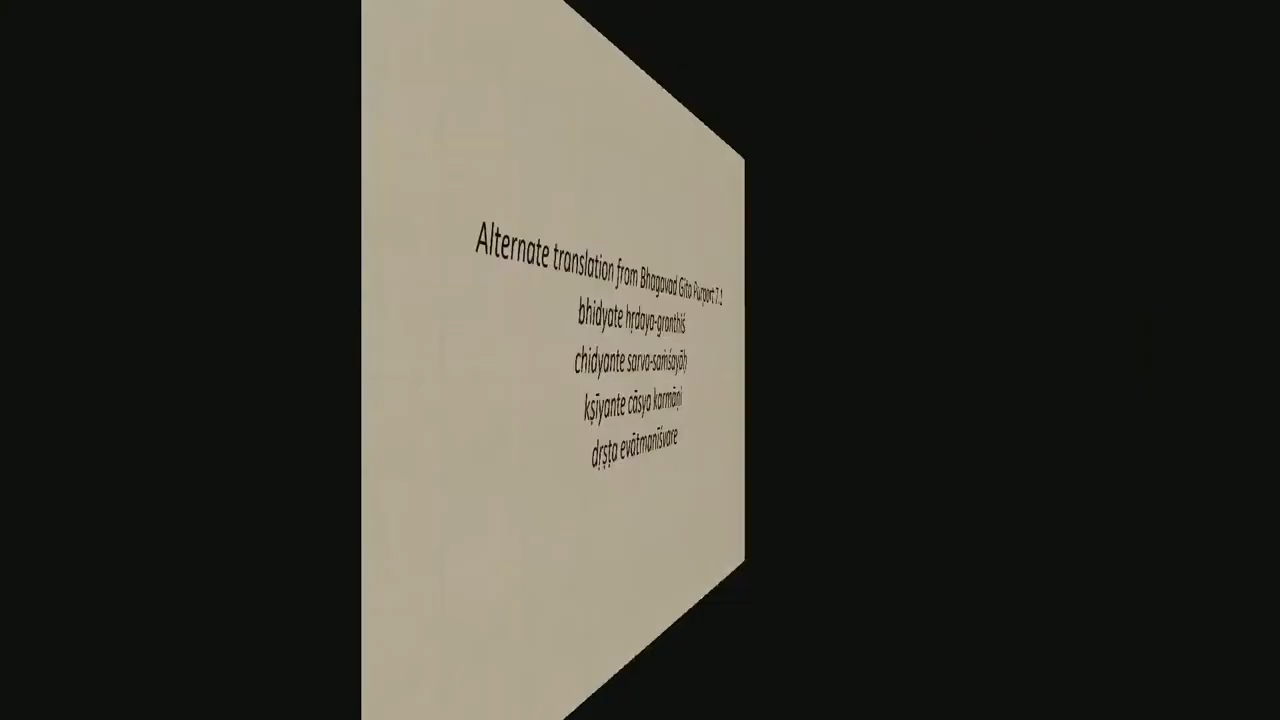 Alternate translation from Bhagavad Gita Purport 7.1
bhidyate hṛdaya-granthiś
chidyante sarva-saṁśayāḥ
kṣīyante cāsya karmāṇi
dṛṣṭa evātmanīśvare